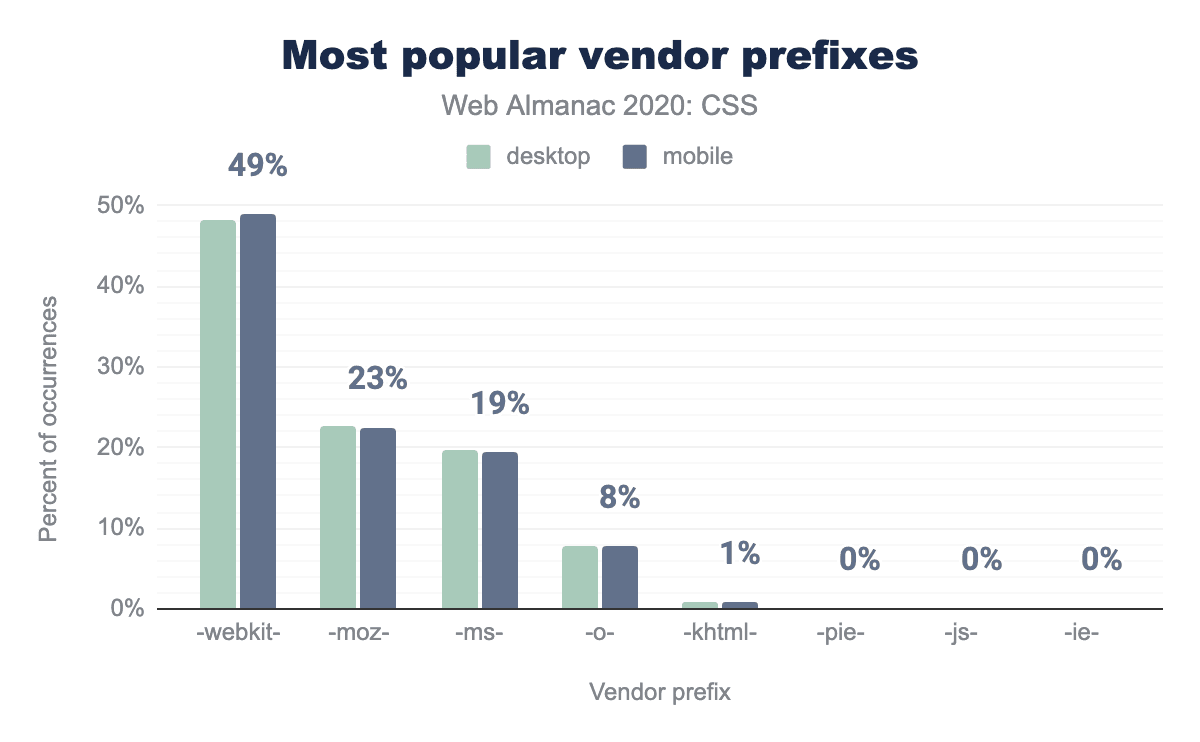 Most popular vendor prefixes
Web Almanac 2020: CSS
desktop mobile
49%
23%
19%
8%
1%
0%
0%
0%
50%
40%
30%
20%
10%
0%
Percent of occurrences
-webkit- -moz- -ms- -o- -khtml- -pie- -js- -ie-
Vendor prefix